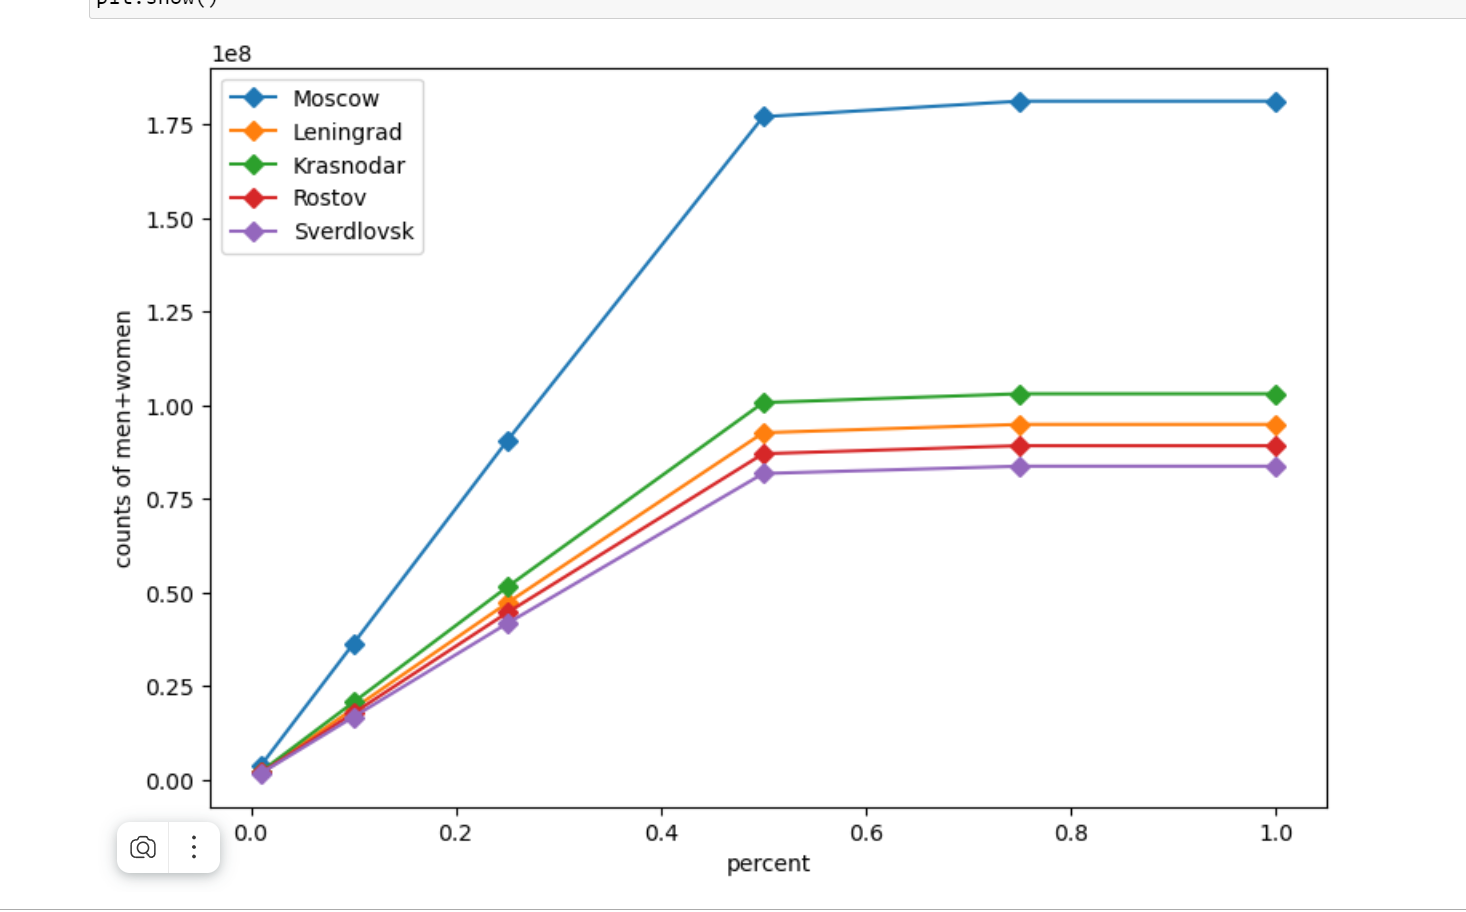 plt.show()
1e8
Moscow
Leningrad
Krasnodar
Rostov
Sverdlovsk
1.75
1.50
1.25
1.00
0.75
0.50
0.25
0.00
counts of men+women
0.0 0.2 0.4 0.6 0.8 1.0
percent